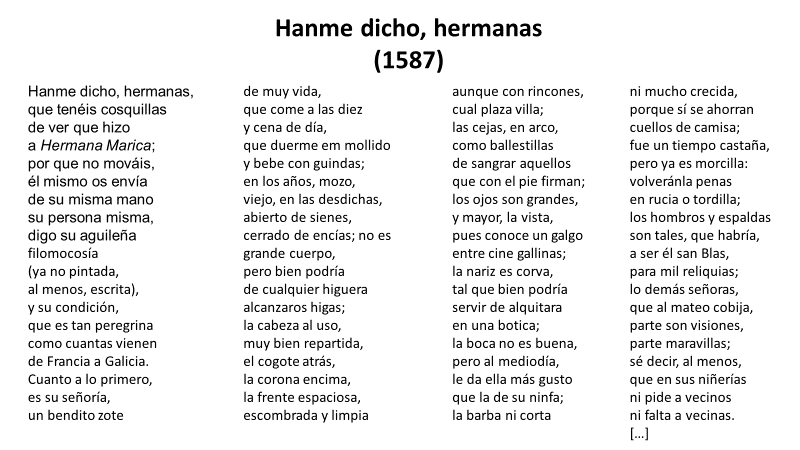 Hanme dicho, hermanas
(1587)
Hanme dicho, hermanas,
que tenéis cosquillas
de ver que hizo
a Hermana Marica;
por que no mováis,
él mismo os envía
de su misma mano
su persona misma,
digo su aguileña
filomocosía
(ya no pintada,
al menos, escrita),
y su condición,
que es tan peregrina
como cuantas vienen
de Francia a Galicia.
Cuanto a lo primero,
es su señoría,
un bendito zote
de muy vida,
que come a las diez
y cena de día,
que duerme em mollido
y bebe con guindas;
en los años, mozo,
viejo, en las desdichas,
abierto de sienes,
cerrado de encías; no es
grande cuerpo,
pero bien podría
de cualquier higuera
alcanzaros higas;
la cabeza al uso,
muy bien repartida,
el cogote atrás,
la corona encima,
la frente espaciosa,
escombrada y limpia
aunque con rincones,
cual plaza villa;
las cejas, en arco,
como ballestillas
de sangrar aquellos
que con el pie firman;
los ojos son grandes,
y mayor, la vista,
pues conoce un galgo
entre cine gallinas;
la nariz es corva,
tal que bien podría
servir de alquitara
en una botica;
la boca no es buena,
pero al mediodía,
le da ella más gusto
que la de su ninfa;
la barba ni corta
ni mucho crecida,
porque sí se ahorran
cuellos de camisa;
fue un tiempo castaña,
pero ya es morcilla:
volveránla penas
en rucia o tordilla;
los hombros y espaldas
son tales, que habría,
a ser él san Blas,
para mil reliquias;
lo demás señoras,
que al mateo cobija,
parte son visiones,
parte maravillas;
sé decir, al menos,
que en sus niñerías
ni pide a vecinos
ni falta a vecinas.
[…]